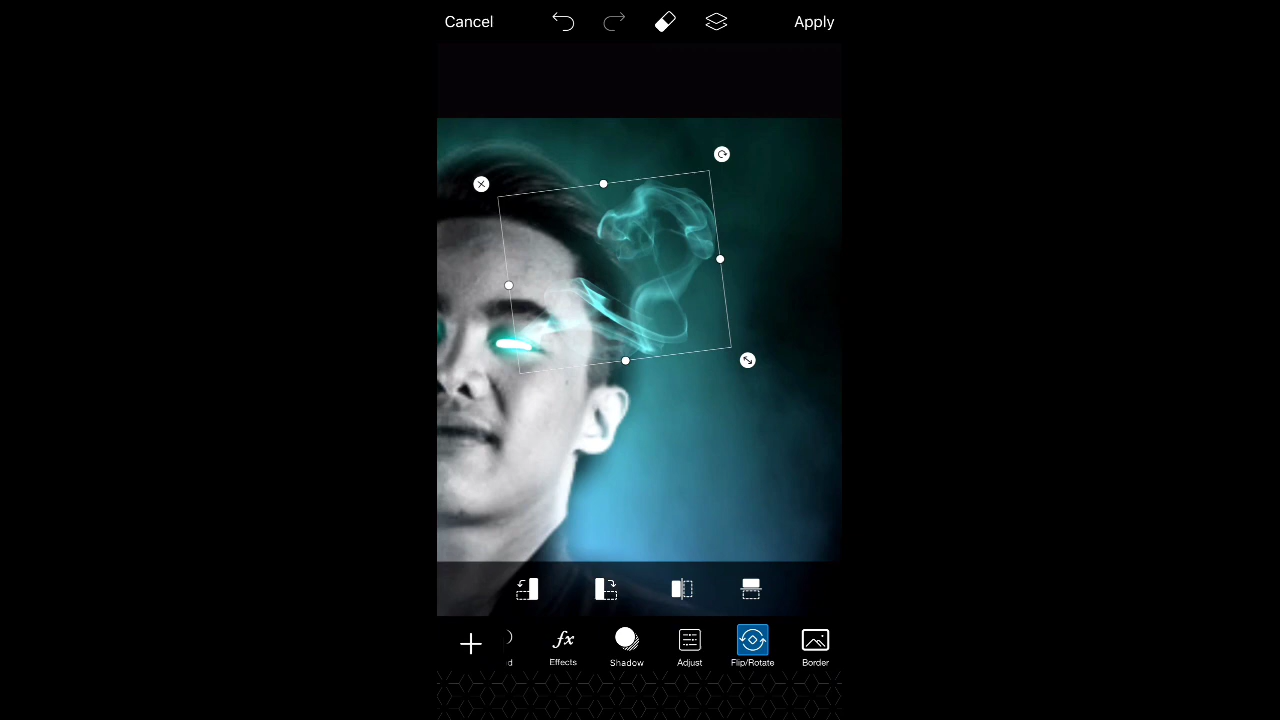 Cancel
Apply
d
Effects
Shadow
Adjust
Flip/Rotate
Border